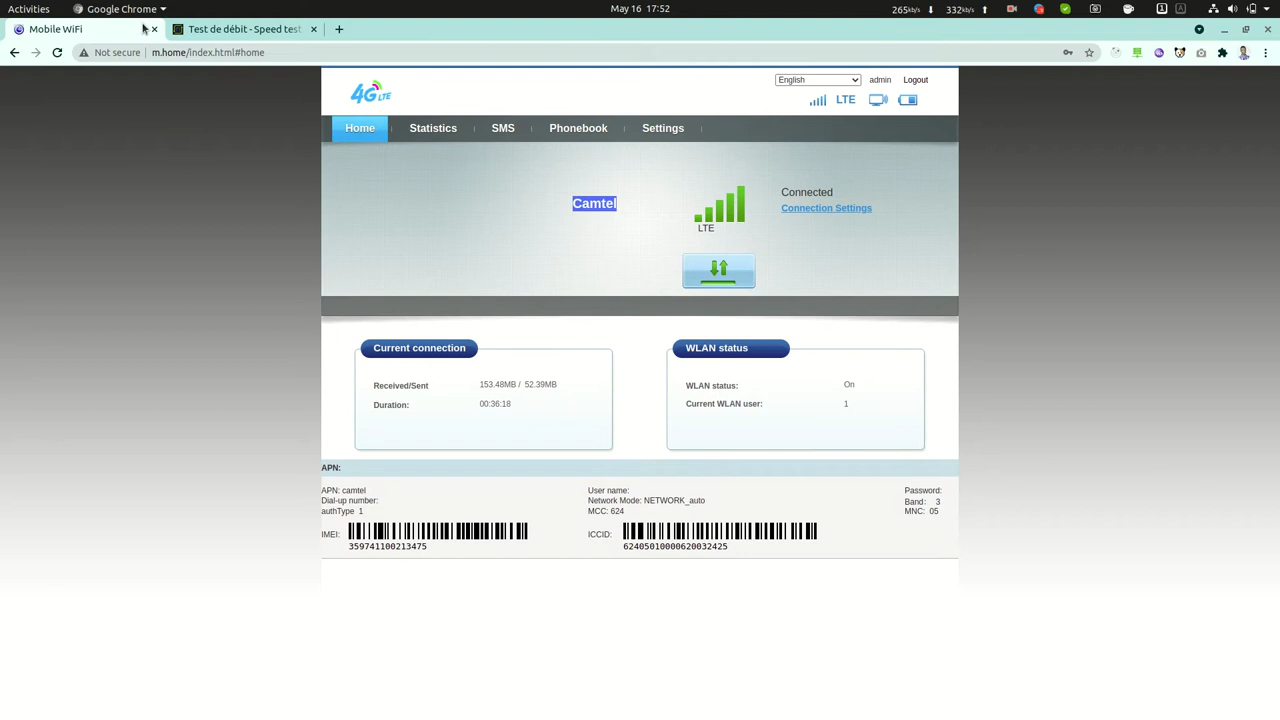 Activities Google Chrome May 16 17:52 265kb/s 332kb/s 1 A
Mobile WiFi Test de débit - Speed test
Not secure m.home/index.html#home
4G LTE English admin Logout
LTE
Home Statistics SMS Phonebook Settings
Camtel Connected
Connection Settings
LTE
Current connection WLAN status
Received/Sent 153.48MB / 52.39MB WLAN status: On
Duration: 00:36:18 Current WLAN user: 1
APN:
APN: camtel User name: Password:
Dial-up number: Network Mode: NETWORK_auto Band: 3
authType 1 MCC: 624 MNC: 05
IMEI: ICCID:
359741100213475 62405010000620032425